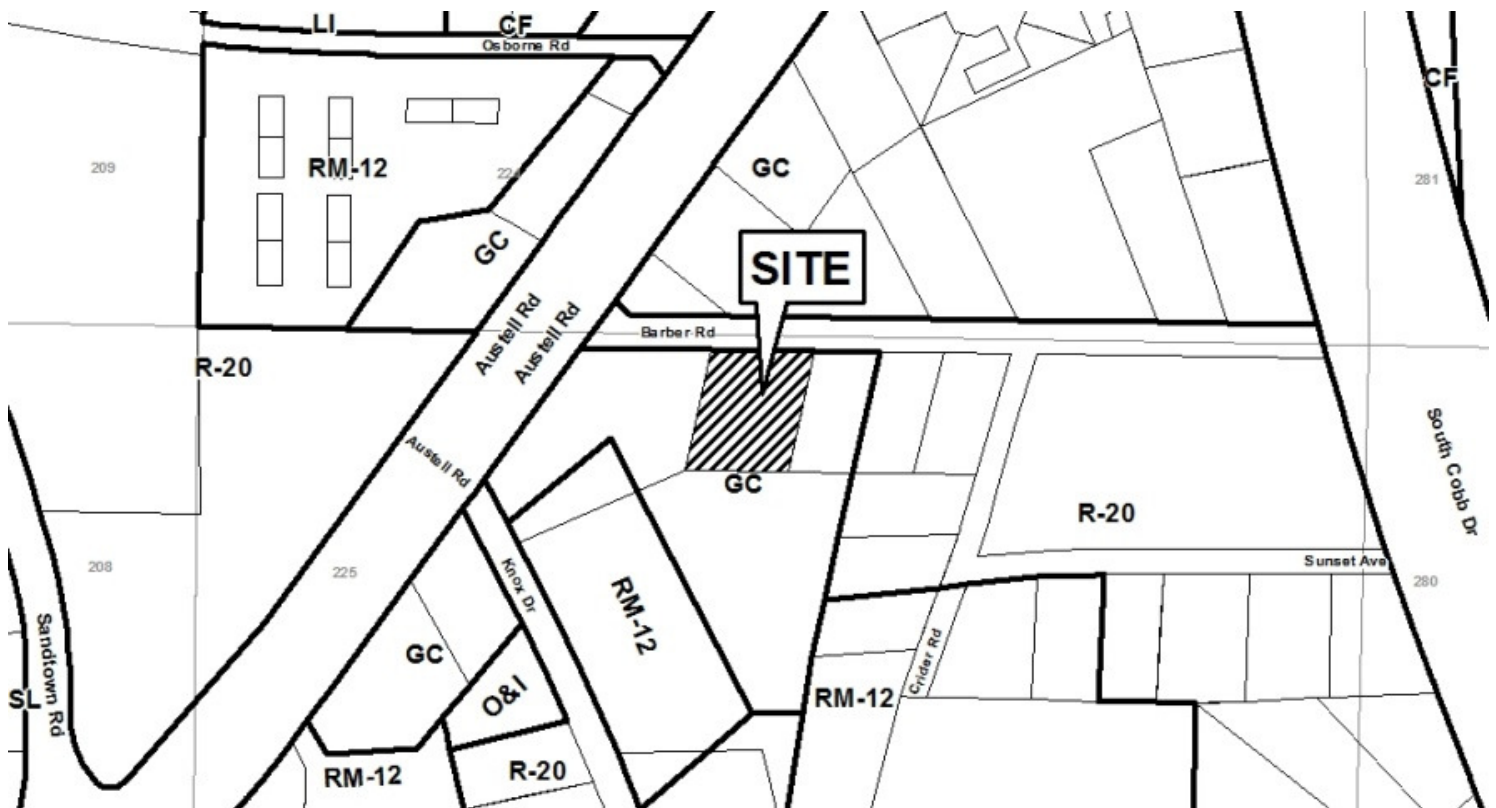 LI
CF
Osborne Rd
CF
209
RM-12
224
GC
281
GC
SITE
Austell Rd
Austell Rd
Barber Rd
R-20
Austell Rd
GC
South Cobb Dr
R-20
208
225
Knox Dr
Sunset Ave
280
RM-12
Sandtown Rd
GC
Crider Rd
SL
O&I
RM-12
RM-12
R-20